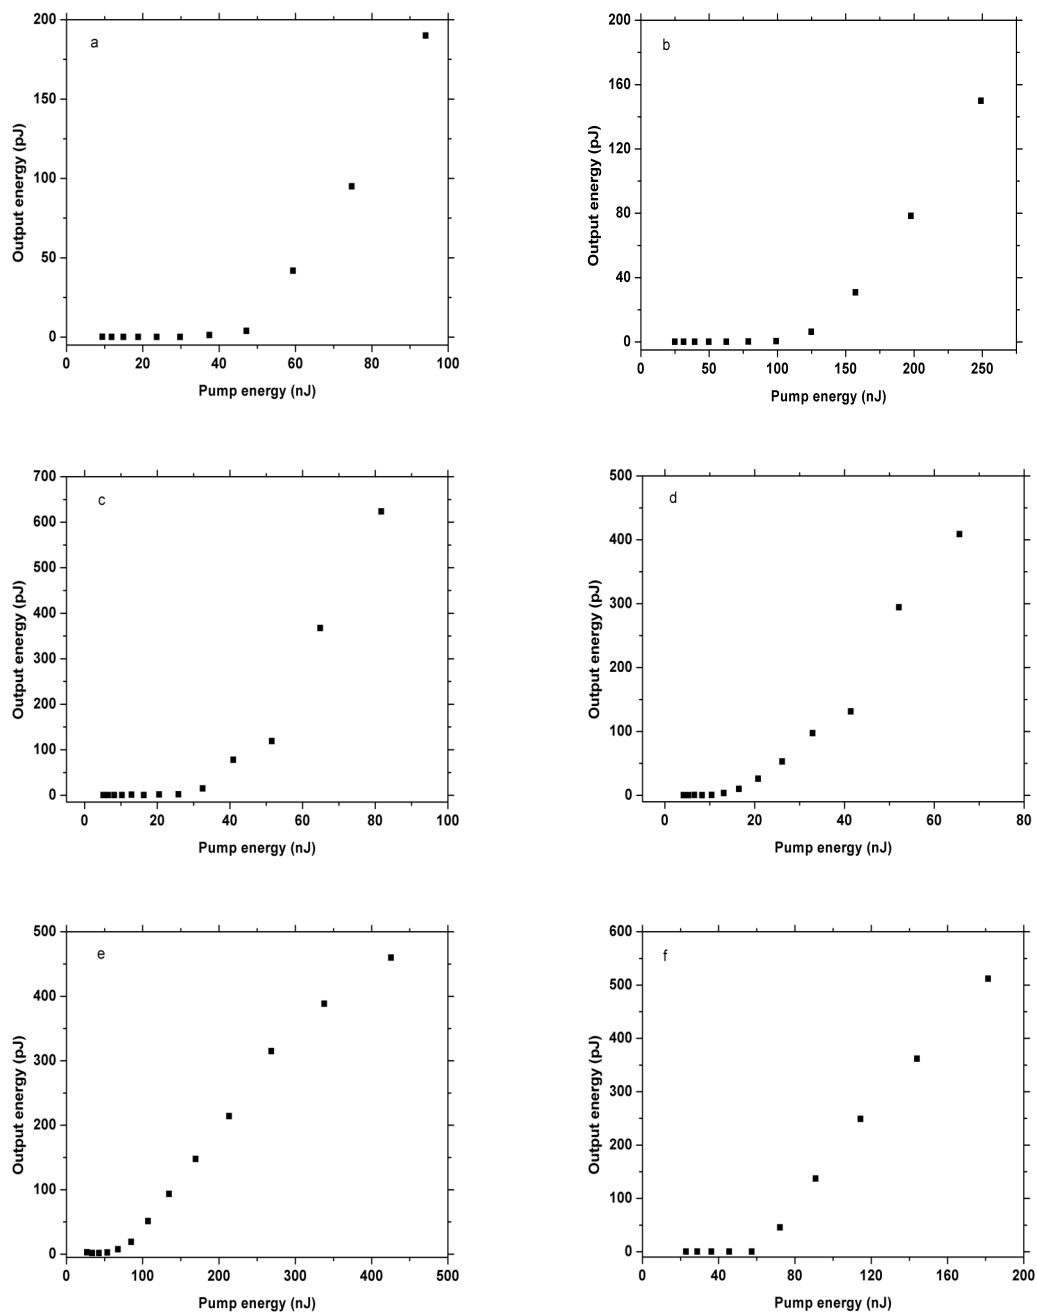 a
200
150
100
50
0
Output energy (pJ)
0 20 40 60 80 100
Pump energy (nJ)
b
200
160
120
80
40
0
Output energy (pJ)
0 50 100 150 200 250
Pump energy (nJ)
c
700
600
500
400
300
200
100
0
Output energy (pJ)
0 20 40 60 80 100
Pump energy (nJ)
d
500
400
300
200
100
0
Output energy (pJ)
0 20 40 60 80
Pump energy (nJ)
e
500
400
300
200
100
0
Output energy (pJ)
0 100 200 300 400 500
Pump energy (nJ)
f
600
500
400
300
200
100
0
Output energy (pJ)
0 40 80 120 160 200
Pump energy (nJ)